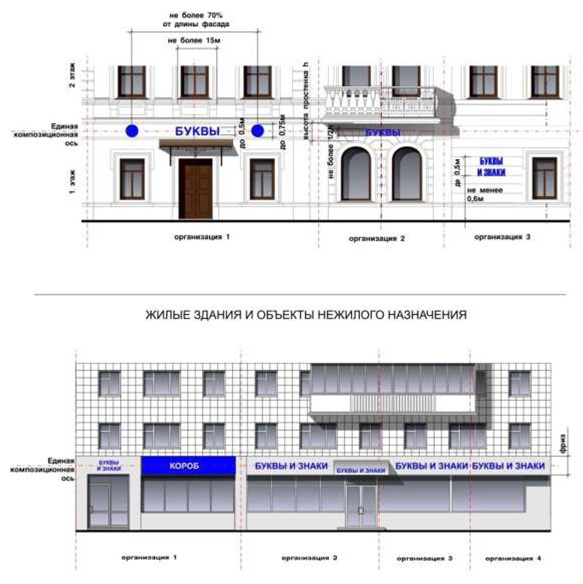 не более 70%
от длины фасада
не более 15м
2 этаж
высота простенка h
Единая
композиционная
ось
БУКВЫ
до 0,5м
до 0,75м
БУКВЫ
не более 1/2h
БУКВЫ
И ЗНАКИ
до 0,5м
не менее
0,6м
1 этаж
организация 1
организация 2
организация 3
ЖИЛЫЕ ЗДАНИЯ И ОБЪЕКТЫ НЕЖИЛОГО НАЗНАЧЕНИЯ
Единая
композиционная
ось
БУКВЫ
И ЗНАКИ
КОРОБ
БУКВЫ И ЗНАКИ
БУКВЫ И ЗНАКИ
БУКВЫ И ЗНАКИ
БУКВЫ И ЗНАКИ
фриз
организация 1
организация 2
организация 3
организация 4